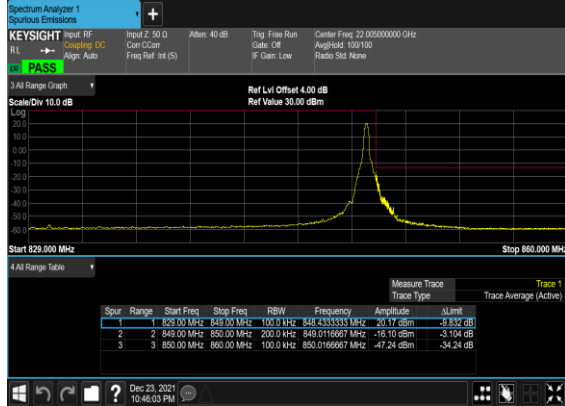 Spectrum Analyzer 1
Spurious Emissions
KEYSIGHT Input: RF Input Z: 50 Ω Atten: 40 dB Trig: Free Run Center Freq: 22.005000000 GHz
RL Coupling: DC Corr CCorr Gate: Off Avg|Hold: 100/100
Align: Auto Freq Ref: Int (S) IF Gain: Low Radio Std: None
PASS
3 All Range Graph
Ref Lvl Offset 4.00 dB
Scale/Div 10.0 dB Ref Value 30.00 dBm
Log
20.0
10.0
0.00
-10.0
-20.0
-30.0
-40.0
-50.0
-60.0
Start 829.000 MHz Stop 860.000 MHz
4 All Range Table
Measure Trace Trace 1
Trace Type Trace Average (Active)
Spur Range Start Freq Stop Freq RBW Frequency Amplitude ΔLimit
1 1 829.00 MHz 849.00 MHz 100.0 kHz 848.4333333 MHz 20.17 dBm -9.832 dB
2 2 849.00 MHz 850.00 MHz 200.0 kHz 849.0116667 MHz -16.10 dBm -3.104 dB
3 3 850.00 MHz 860.00 MHz 100.0 kHz 850.0166667 MHz -47.24 dBm -34.24 dB
? Dec 23, 2021
10:46:03 PM